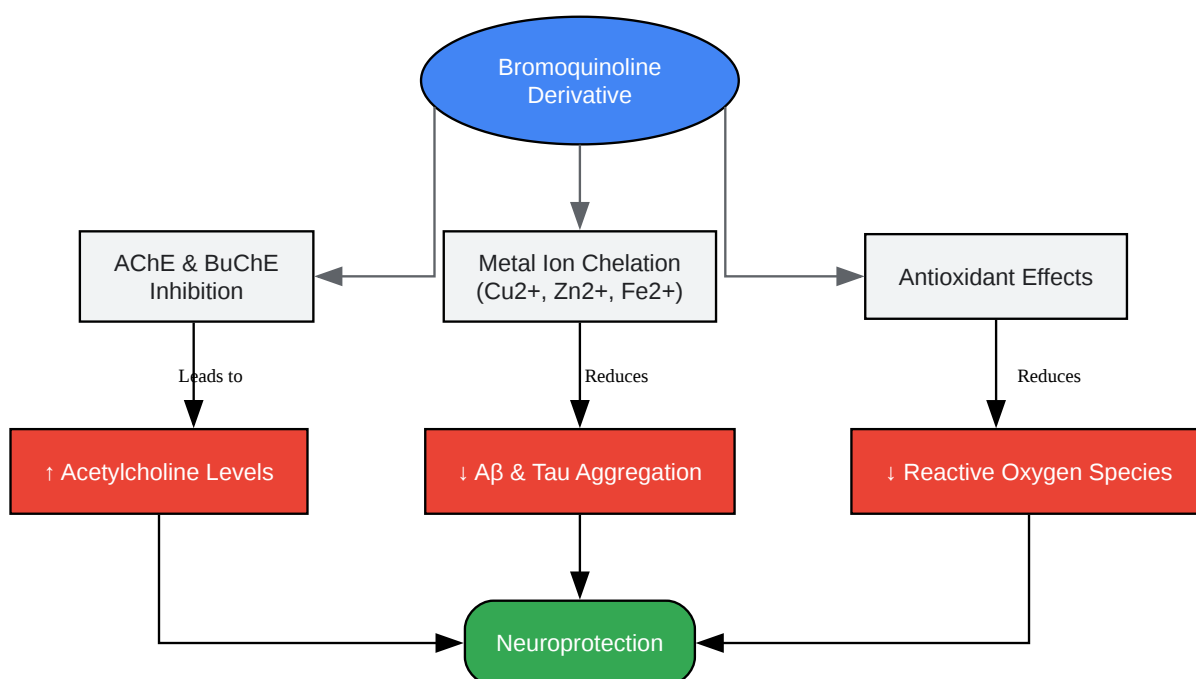 Bromoquinoline
Derivative
AChE & BuChE
Inhibition
Metal Ion Chelation
(Cu2+, Zn2+, Fe2+)
Antioxidant Effects
Leads to
Reduces
Reduces
↑ Acetylcholine Levels
↓ Aβ & Tau Aggregation
↓ Reactive Oxygen Species
Neuroprotection